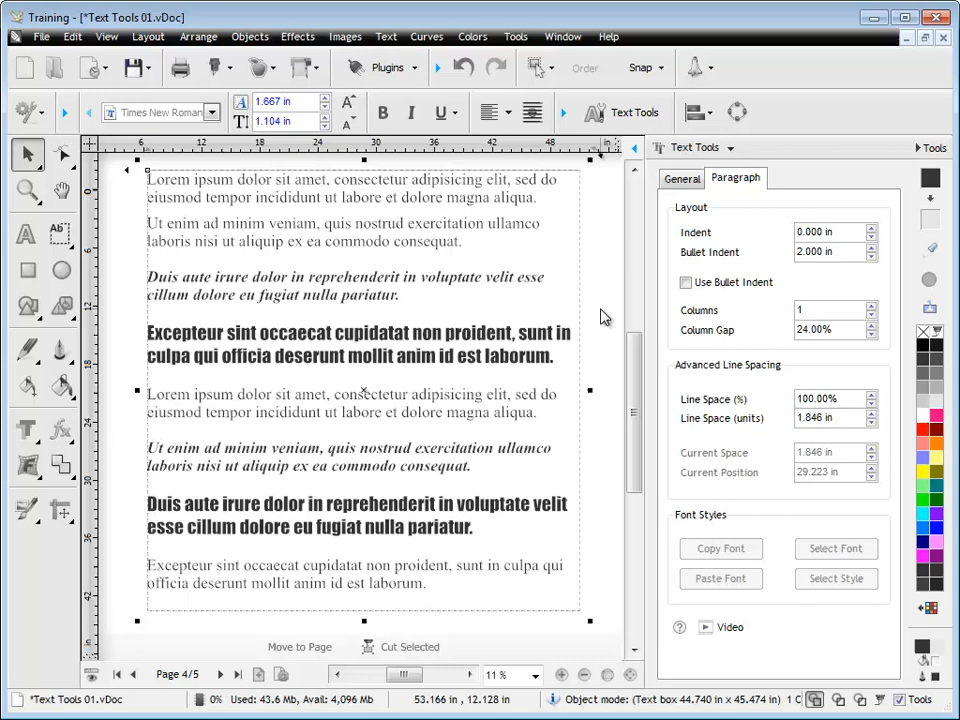 Training - [*Text Tools 01.vDoc]
File Edit View Layout Arrange Objects Effects Images Text Curves Colors Tools Window Help
Plugins Order Snap
Times New Roman 1.667 in 1.104 in B I U Text Tools
6 12 18 24 30 36 42 48 in
Text Tools Tools
General Paragraph
Layout
Indent 0.000 in
Bullet Indent 2.000 in
Use Bullet Indent
Columns 1
Column Gap 24.00%
Advanced Line Spacing
Line Space (%) 100.00%
Line Space (units) 1.846 in
Current Space 1.846 in
Current Position 29.223 in
Font Styles
Copy Font Select Font
Paste Font Select Style
Video
Lorem ipsum dolor sit amet, consectetur adipisicing elit, sed do
eiusmod tempor incididunt ut labore et dolore magna aliqua.
Ut enim ad minim veniam, quis nostrud exercitation ullamco
laboris nisi ut aliquip ex ea commodo consequat.
Duis aute irure dolor in reprehenderit in voluptate velit esse
cillum dolore eu fugiat nulla pariatur.
Excepteur sint occaecat cupidatat non proident, sunt in
culpa qui officia deserunt mollit anim id est laborum.
Lorem ipsum dolor sit amet, consectetur adipisicing elit, sed do
eiusmod tempor incididunt ut labore et dolore magna aliqua.
Ut enim ad minim veniam, quis nostrud exercitation ullamco
laboris nisi ut aliquip ex ea commodo consequat.
Duis aute irure dolor in reprehenderit in voluptate velit
esse cillum dolore eu fugiat nulla pariatur.
Excepteur sint occaecat cupidatat non proident, sunt in culpa qui
officia deserunt mollit anim id est laborum.
Move to Page Cut Selected
Page 4/5 11 %
*Text Tools 01.vDoc 0% Used: 43.6 Mb, Avail: 4,096 Mb 53.166 in , 12.128 in Object mode: (Text box 44.740 in x 45.474 in) 1 C Tools